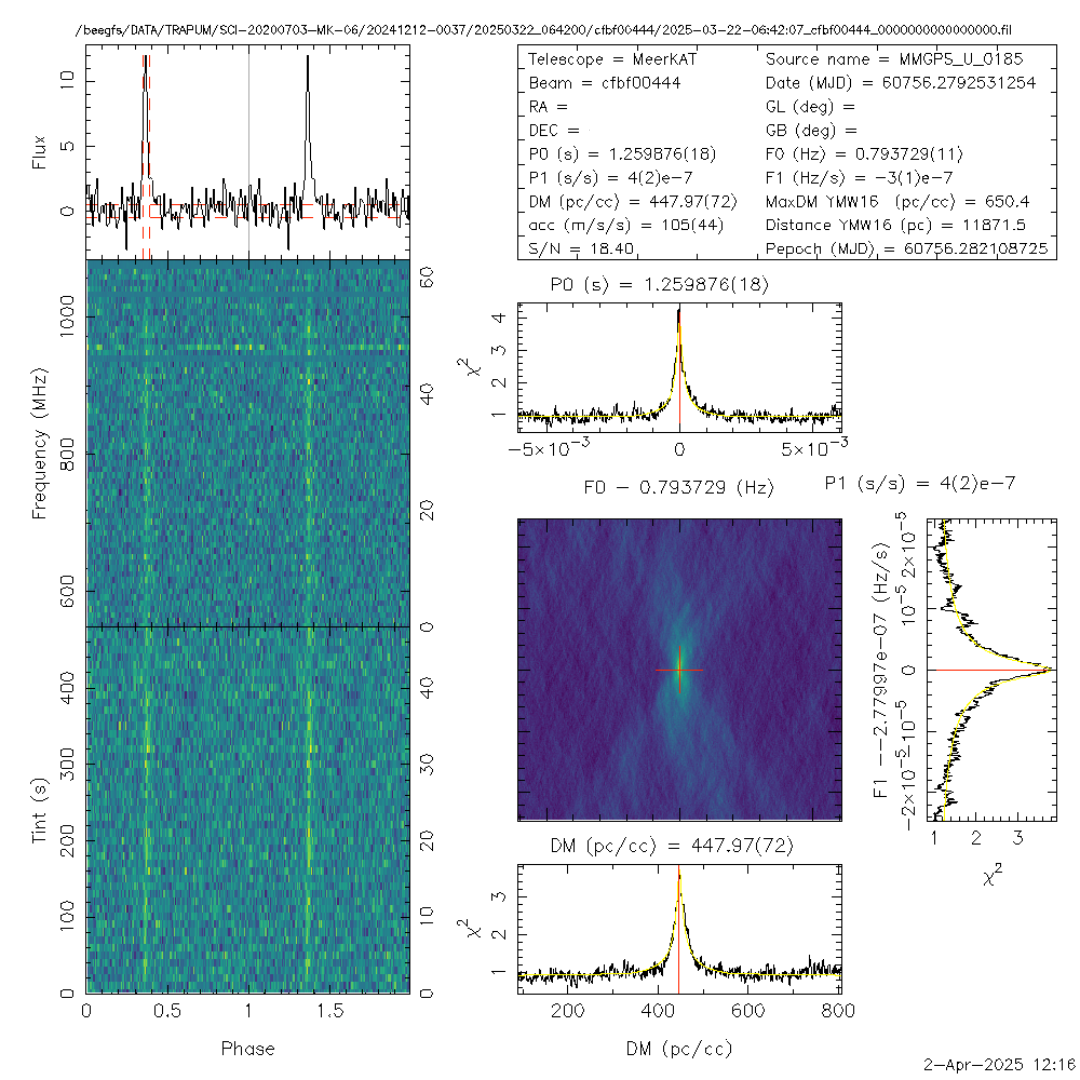 /beegfs/DATA/TRAPUM/SCI-20200703-MK-06/20241212-0037/20250322_064200/cfbf00444/2025-03-22-06:42:07_cfbf00444_0000000000000000.fil
Telescope = MeerKAT
Source name = MMGPS_U_0185
Beam = cfbf00444
Date (MJD) = 60756.2792531254
RA =
GL (deg) =
DEC =
GB (deg) =
P0 (s) = 1.259876(18)
F0 (Hz) = 0.793729(11)
P1 (s/s) = 4(2)e-7
F1 (Hz/s) = -3(1)e-7
DM (pc/cc) = 447.97(72)
MaxDM YMW16 (pc/cc) = 650.4
acc (m/s/s) = 105(44)
Distance YMW16 (pc) = 11871.5
S/N = 18.40
Pepoch (MJD) = 60756.282108725
Flux
0 5 10
Frequency (MHz)
600 800 1000
0 20 40 60
Tint (s)
0 100 200 300 400
0 10 20 30 40
0 0.5 1 1.5
Phase
P0 (s) = 1.259876(18)
χ²
1 2 3 4
−5×10⁻³ 0 5×10⁻³
F0 − 0.793729 (Hz)
P1 (s/s) = 4(2)e−7
F1 −−2.77997e−07 (Hz/s)
−2×10⁻⁵ −10⁻⁵ 0 10⁻⁵ 2×10⁻⁵
1 2 3
χ²
DM (pc/cc) = 447.97(72)
χ²
1 2 3
200 400 600 800
DM (pc/cc)
2−Apr−2025 12:16